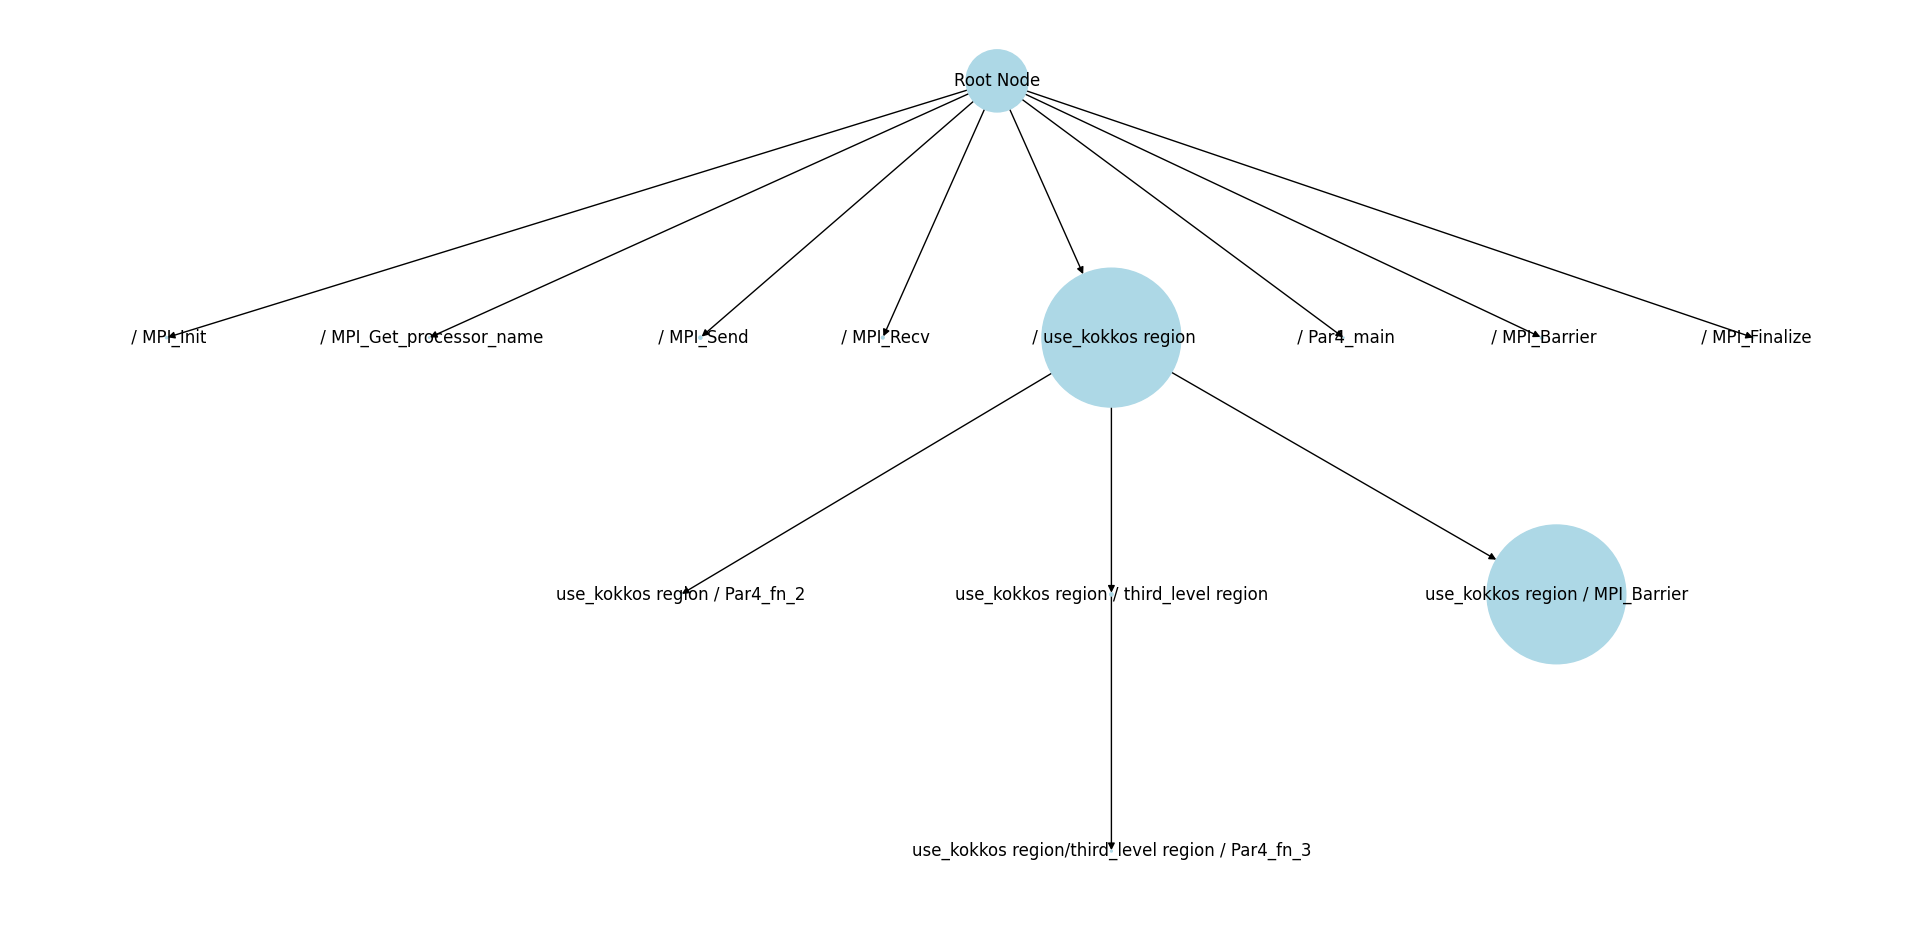 Root Node
/ MPI_Init
/ MPI_Get_processor_name
/ MPI_Send
/ MPI_Recv
/ use_kokkos region
/ Par4_main
/ MPI_Barrier
/ MPI_Finalize
use_kokkos region / Par4_fn_2
use_kokkos region / third_level region
use_kokkos region / MPI_Barrier
use_kokkos region/third_level region / Par4_fn_3